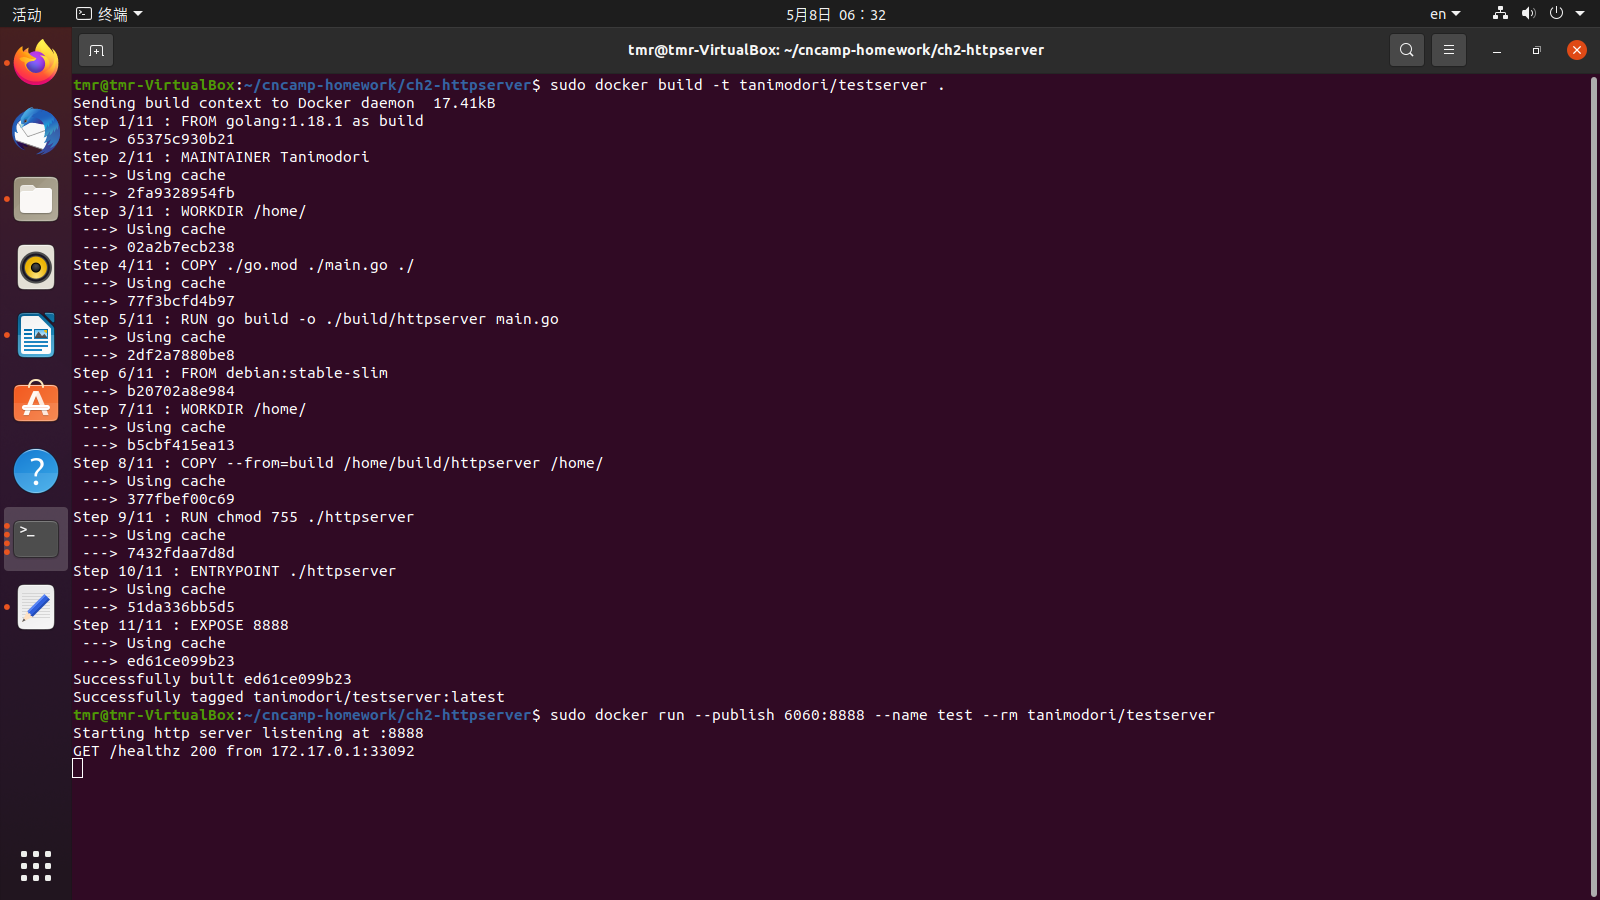 活动
终端
5月8日 06：32
en
tmr@tmr-VirtualBox: ~/cncamp-homework/ch2-httpserver
tmr@tmr-VirtualBox:~/cncamp-homework/ch2-httpserver$ sudo docker build -t tanimodori/testserver .
Sending build context to Docker daemon  17.41kB
Step 1/11 : FROM golang:1.18.1 as build
 ---> 65375c930b21
Step 2/11 : MAINTAINER Tanimodori
 ---> Using cache
 ---> 2fa9328954fb
Step 3/11 : WORKDIR /home/
 ---> Using cache
 ---> 02a2b7ecb238
Step 4/11 : COPY ./go.mod ./main.go ./
 ---> Using cache
 ---> 77f3bcfd4b97
Step 5/11 : RUN go build -o ./build/httpserver main.go
 ---> Using cache
 ---> 2df2a7880be8
Step 6/11 : FROM debian:stable-slim
 ---> b20702a8e984
Step 7/11 : WORKDIR /home/
 ---> Using cache
 ---> b5cbf415ea13
Step 8/11 : COPY --from=build /home/build/httpserver /home/
 ---> Using cache
 ---> 377fbef00c69
Step 9/11 : RUN chmod 755 ./httpserver
 ---> Using cache
 ---> 7432fdaa7d8d
Step 10/11 : ENTRYPOINT ./httpserver
 ---> Using cache
 ---> 51da336bb5d5
Step 11/11 : EXPOSE 8888
 ---> Using cache
 ---> ed61ce099b23
Successfully built ed61ce099b23
Successfully tagged tanimodori/testserver:latest
tmr@tmr-VirtualBox:~/cncamp-homework/ch2-httpserver$ sudo docker run --publish 6060:8888 --name test --rm tanimodori/testserver
Starting http server listening at :8888
GET /healthz 200 from 172.17.0.1:33092